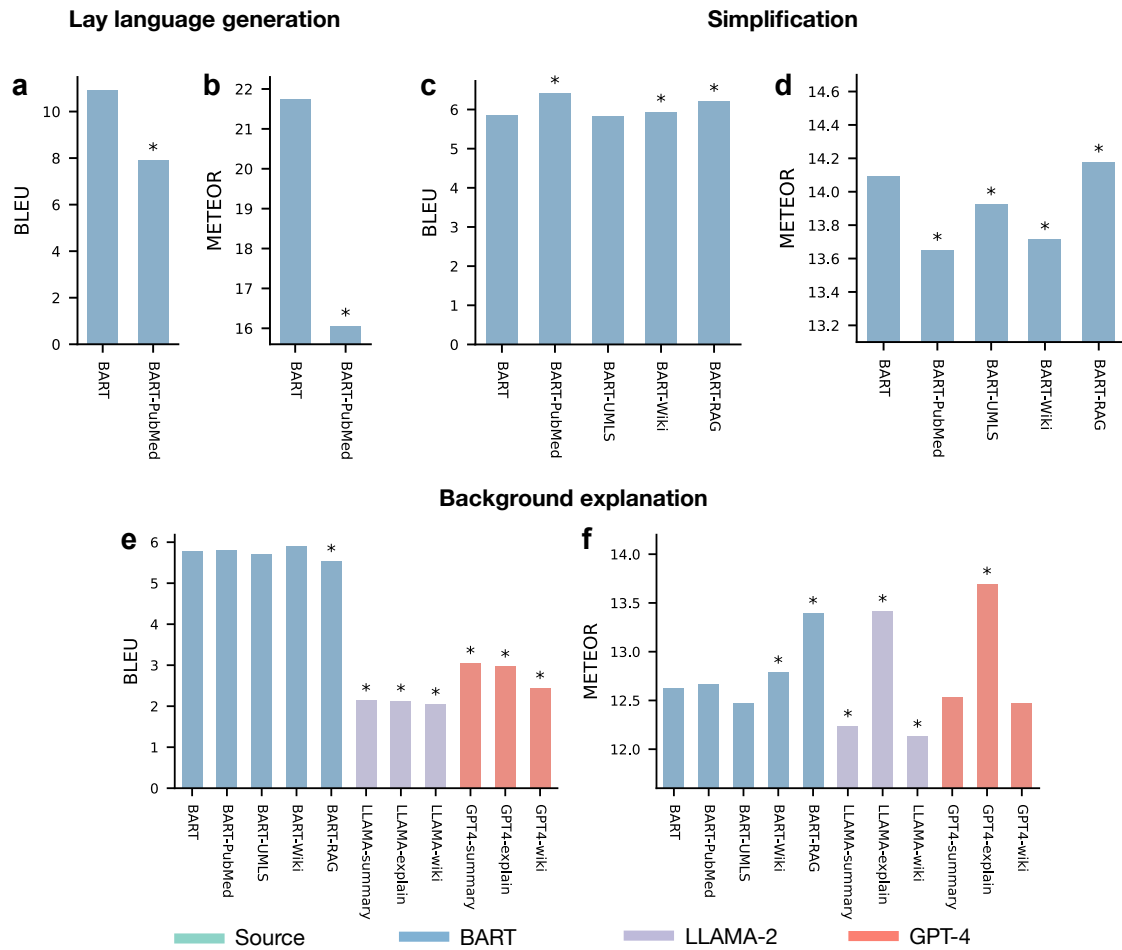 Lay language generation
Simplification
a
BLEU
10
8
6
4
2
0
*
BART
BART-PubMed
b
METEOR
22
21
20
19
18
17
16
*
BART
BART-PubMed
c
BLEU
6
5
4
3
2
1
0
*
*
*
BART
BART-PubMed
BART-UMLS
BART-Wiki
BART-RAG
d
METEOR
14.6
14.4
14.2
14.0
13.8
13.6
13.4
13.2
*
*
*
*
BART
BART-PubMed
BART-UMLS
BART-Wiki
BART-RAG
Background explanation
e
BLEU
6
5
4
3
2
1
0
*
*
*
*
*
*
*
BART
BART-PubMed
BART-UMLS
BART-Wiki
BART-RAG
LLAMA-summary
LLAMA-explain
LLAMA-wiki
GPT4-summary
GPT4-explain
GPT4-wiki
f
METEOR
14.0
13.5
13.0
12.5
12.0
*
*
*
*
*
*
BART
BART-PubMed
BART-UMLS
BART-Wiki
BART-RAG
LLAMA-summary
LLAMA-explain
LLAMA-wiki
GPT4-summary
GPT4-explain
GPT4-wiki
Source
BART
LLAMA-2
GPT-4